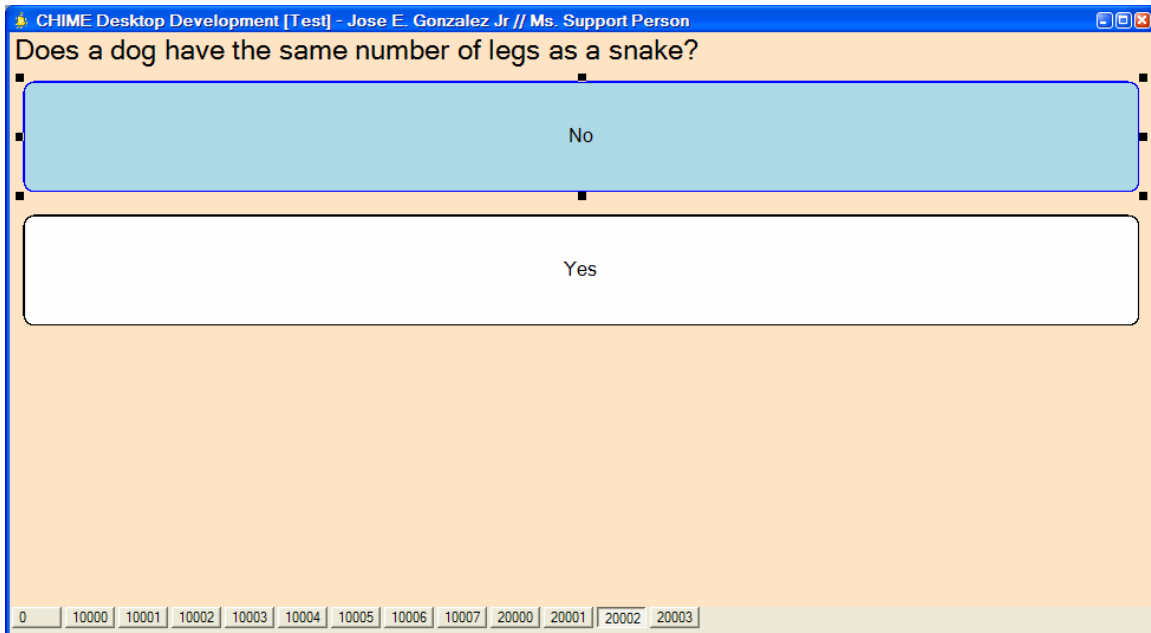 CHIME Desktop Development [Test] - Jose E. Gonzalez Jr // Ms. Support Person
Does a dog have the same number of legs as a snake?
No
Yes
0 10000 10001 10002 10003 10004 10005 10006 10007 20000 20001 20002 20003